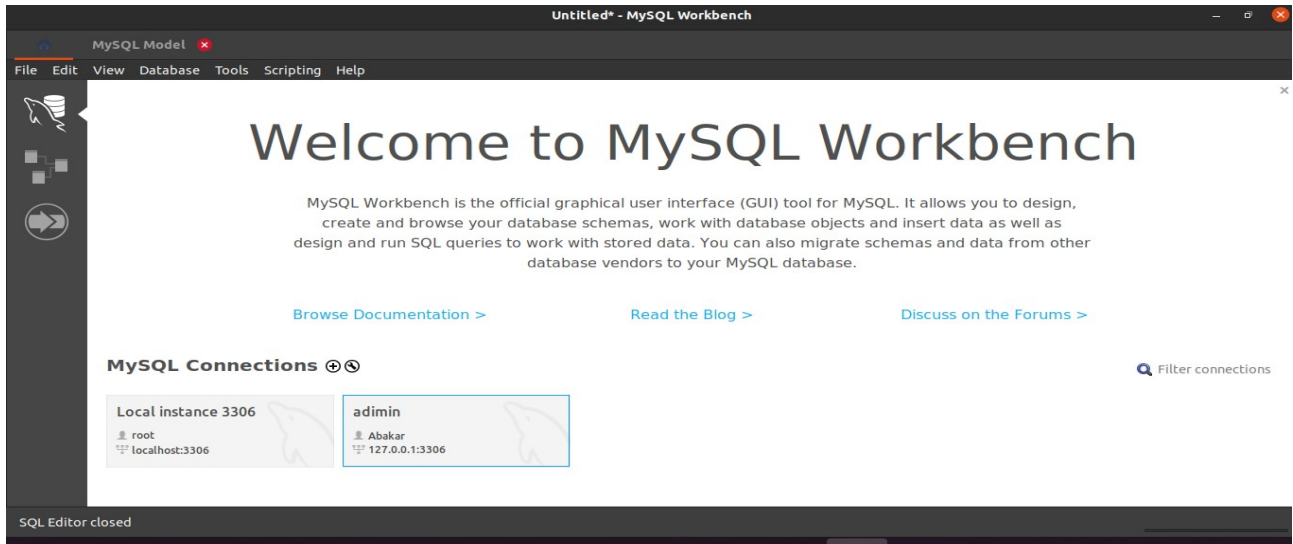 Untitled* - MySQL Workbench
MySQL Model
File Edit View Database Tools Scripting Help
Welcome to MySQL Workbench
MySQL Workbench is the official graphical user interface (GUI) tool for MySQL. It allows you to design,
create and browse your database schemas, work with database objects and insert data as well as
design and run SQL queries to work with stored data. You can also migrate schemas and data from other
database vendors to your MySQL database.
Browse Documentation > Read the Blog > Discuss on the Forums >
MySQL Connections
Filter connections
Local instance 3306
root
localhost:3306
adimin
Abakar
127.0.0.1:3306
SQL Editor closed